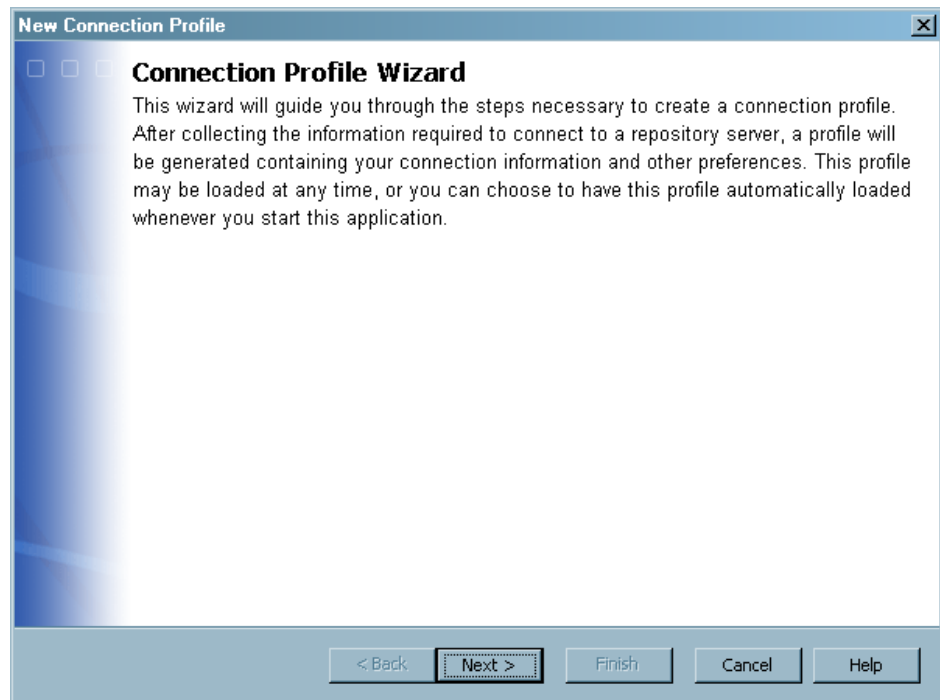 New Connection Profile
Connection Profile Wizard
This wizard will guide you through the steps necessary to create a connection profile.
After collecting the information required to connect to a repository server, a profile will
be generated containing your connection information and other preferences. This profile
may be loaded at any time, or you can choose to have this profile automatically loaded
whenever you start this application.
< Back
Next >
Finish
Cancel
Help